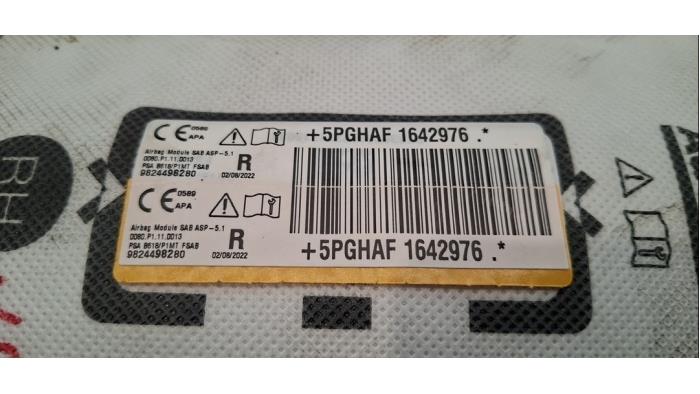 CE 0589
APA
+5PGHAF 1642976 .*
Airbag Module SAB ASP-5.1
0080.P1.11.0013
PSA B618/P1MT FSAB
9824498280
R
02/08/2022
CE 0589
APA
Airbag Module SAB ASP-5.1
0080.P1.11.0013
PSA B618/P1MT FSAB
9824498280
R
02/08/2022
+5PGHAF 1642976 .*
RH